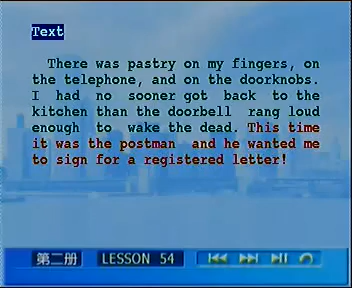 Text
There was pastry on my fingers, on
the telephone, and on the doorknobs.
I had no sooner got back to the
kitchen than the doorbell rang loud
enough to wake the dead. This time
it was the postman and he wanted me
to sign for a registered letter!
第二册 LESSON 54